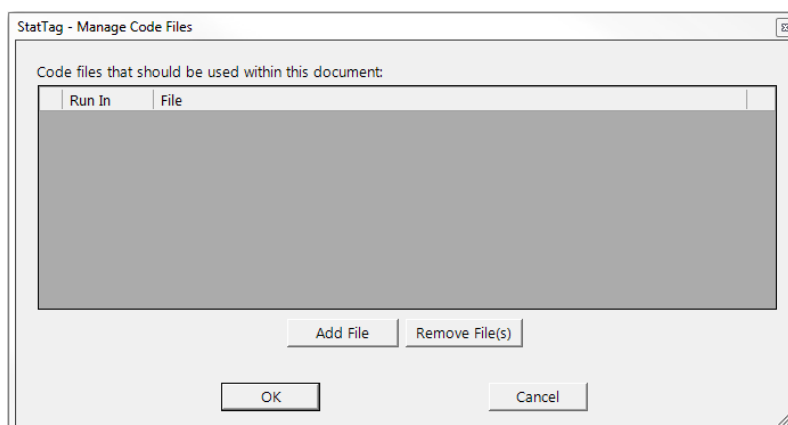 StatTag - Manage Code Files
Code files that should be used within this document:
Run In File
Add File Remove File(s)
OK Cancel